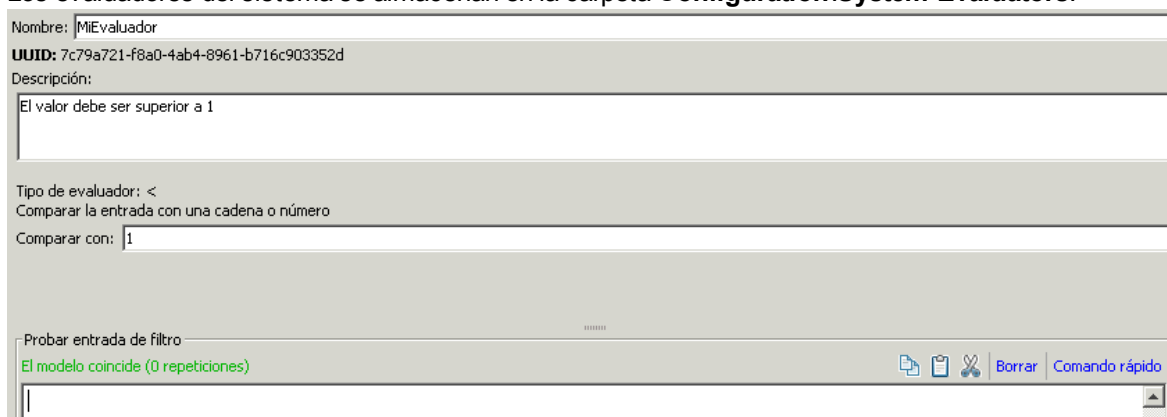 Nombre: MiEvaluador
UUID: 7c79a721-f8a0-4ab4-8961-b716c903352d
Descripción:
El valor debe ser superior a 1
Tipo de evaluador: <
Comparar la entrada con una cadena o número
Comparar con: 1
Probar entrada de filtro
El modelo coincide (0 repeticiones) Borrar Comando rápido